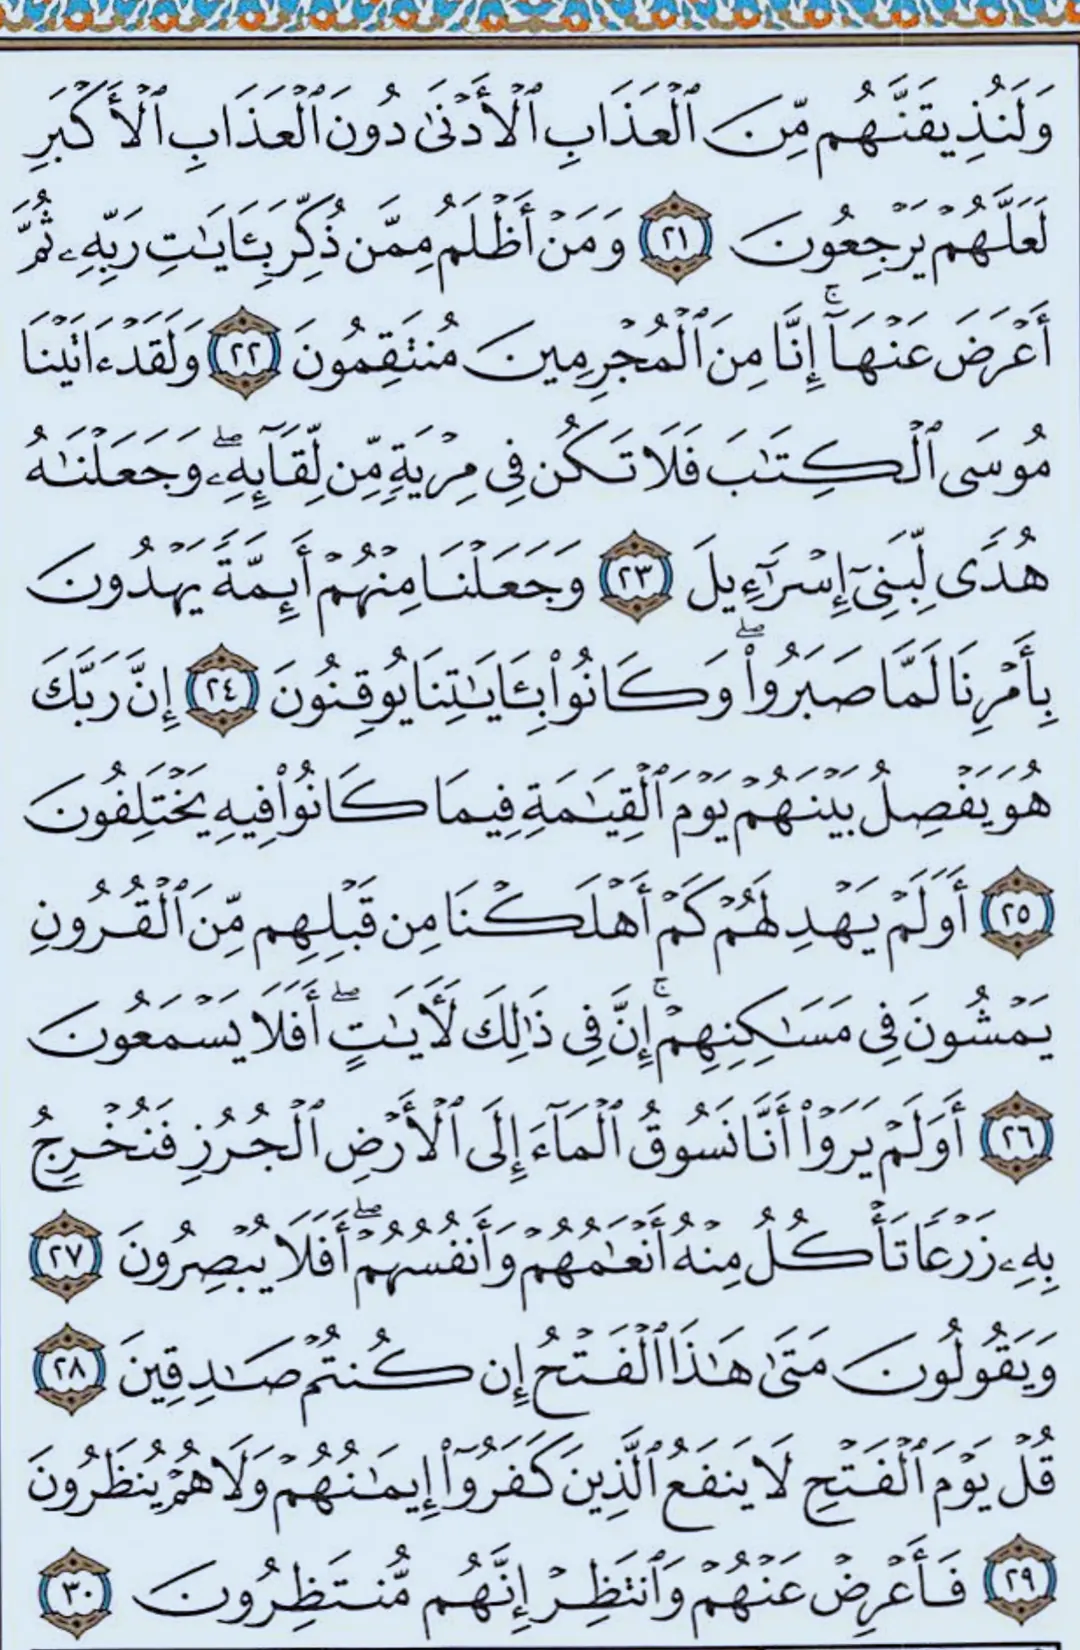 وَلَنُذِيقَنَّهُم مِّنَ ٱلْعَذَابِ ٱلْأَدْنَىٰ دُونَ ٱلْعَذَابِ ٱلْأَكْبَرِ
لَعَلَّهُمْ يَرْجِعُونَ ٢١ وَمَنْ أَظْلَمُ مِمَّن ذُكِّرَ بِـَٔايَـٰتِ رَبِّهِۦ ثُمَّ
أَعْرَضَ عَنْهَآ ۚ إِنَّا مِنَ ٱلْمُجْرِمِينَ مُنتَقِمُونَ ٢٢ وَلَقَدْ ءَاتَيْنَا
مُوسَى ٱلْكِتَـٰبَ فَلَا تَكُن فِى مِرْيَةٍ مِّن لِّقَآئِهِۦ ۖ وَجَعَلْنَـٰهُ
هُدًى لِّبَنِىٓ إِسْرَٰٓءِيلَ ٢٣ وَجَعَلْنَا مِنْهُمْ أَئِمَّةً يَهْدُونَ
بِأَمْرِنَا لَمَّا صَبَرُوا۟ ۖ وَكَانُوا۟ بِـَٔايَـٰتِنَا يُوقِنُونَ ٢٤ إِنَّ رَبَّكَ
هُوَ يَفْصِلُ بَيْنَهُمْ يَوْمَ ٱلْقِيَـٰمَةِ فِيمَا كَانُوا۟ فِيهِ يَخْتَلِفُونَ
٢٥ أَوَلَمْ يَهْدِ لَهُمْ كَمْ أَهْلَكْنَا مِن قَبْلِهِم مِّنَ ٱلْقُرُونِ
يَمْشُونَ فِى مَسَـٰكِنِهِمْ ۚ إِنَّ فِى ذَٰلِكَ لَـَٔايَـٰتٍ ۖ أَفَلَا يَسْمَعُونَ
٢٦ أَوَلَمْ يَرَوْا۟ أَنَّا نَسُوقُ ٱلْمَآءَ إِلَى ٱلْأَرْضِ ٱلْجُرُزِ فَنُخْرِجُ
بِهِۦ زَرْعًا تَأْكُلُ مِنْهُ أَنْعَـٰمُهُمْ وَأَنفُسُهُمْ ۖ أَفَلَا يُبْصِرُونَ ٢٧
وَيَقُولُونَ مَتَىٰ هَـٰذَا ٱلْفَتْحُ إِن كُنتُمْ صَـٰدِقِينَ ٢٨
قُلْ يَوْمَ ٱلْفَتْحِ لَا يَنفَعُ ٱلَّذِينَ كَفَرُوٓا۟ إِيمَـٰنُهُمْ وَلَا هُمْ يُنظَرُونَ
٢٩ فَأَعْرِضْ عَنْهُمْ وَٱنتَظِرْ إِنَّهُم مُّنتَظِرُونَ ٣٠